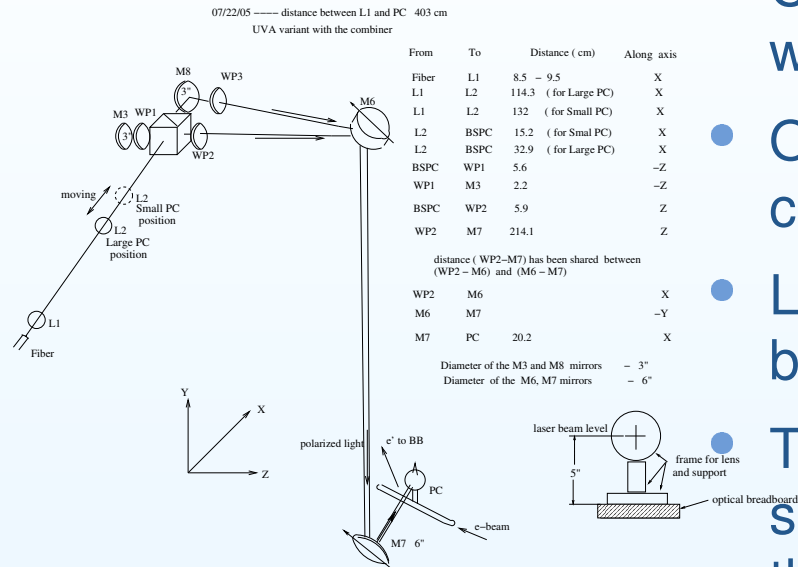 07/22/05 −−−− distance between L1 and PC 403 cm
UVA variant with the combiner
From To Distance ( cm) Along axis
Fiber L1 8.5 − 9.5 X
L1 L2 114.3 ( for Large PC) X
L1 L2 132 ( for Small PC) X
L2 BSPC 15.2 ( for Smal PC) X
L2 BSPC 32.9 ( for Large PC) X
BSPC WP1 5.6 −Z
WP1 M3 2.2 −Z
BSPC WP2 5.9 Z
WP2 M7 214.1 Z
distance ( WP2−M7) has been shared between
(WP2 − M6) and (M6 − M7)
WP2 M6 X
M6 M7 −Y
M7 PC 20.2 X
Diameter of the M3 and M8 mirrors − 3"
Diameter of the M6, M7 mirrors − 6"
M8
3"
WP3
M6
M3 WP1
3"
WP2
moving
L2
Small PC
position
L2
Large PC
position
L1
Fiber
Y
X
Z
polarized light
e' to BB
PC
e−beam
M7 6"
laser beam level
5"
frame for lens
and support
optical breadboard
w
C
c
L
b
T
s